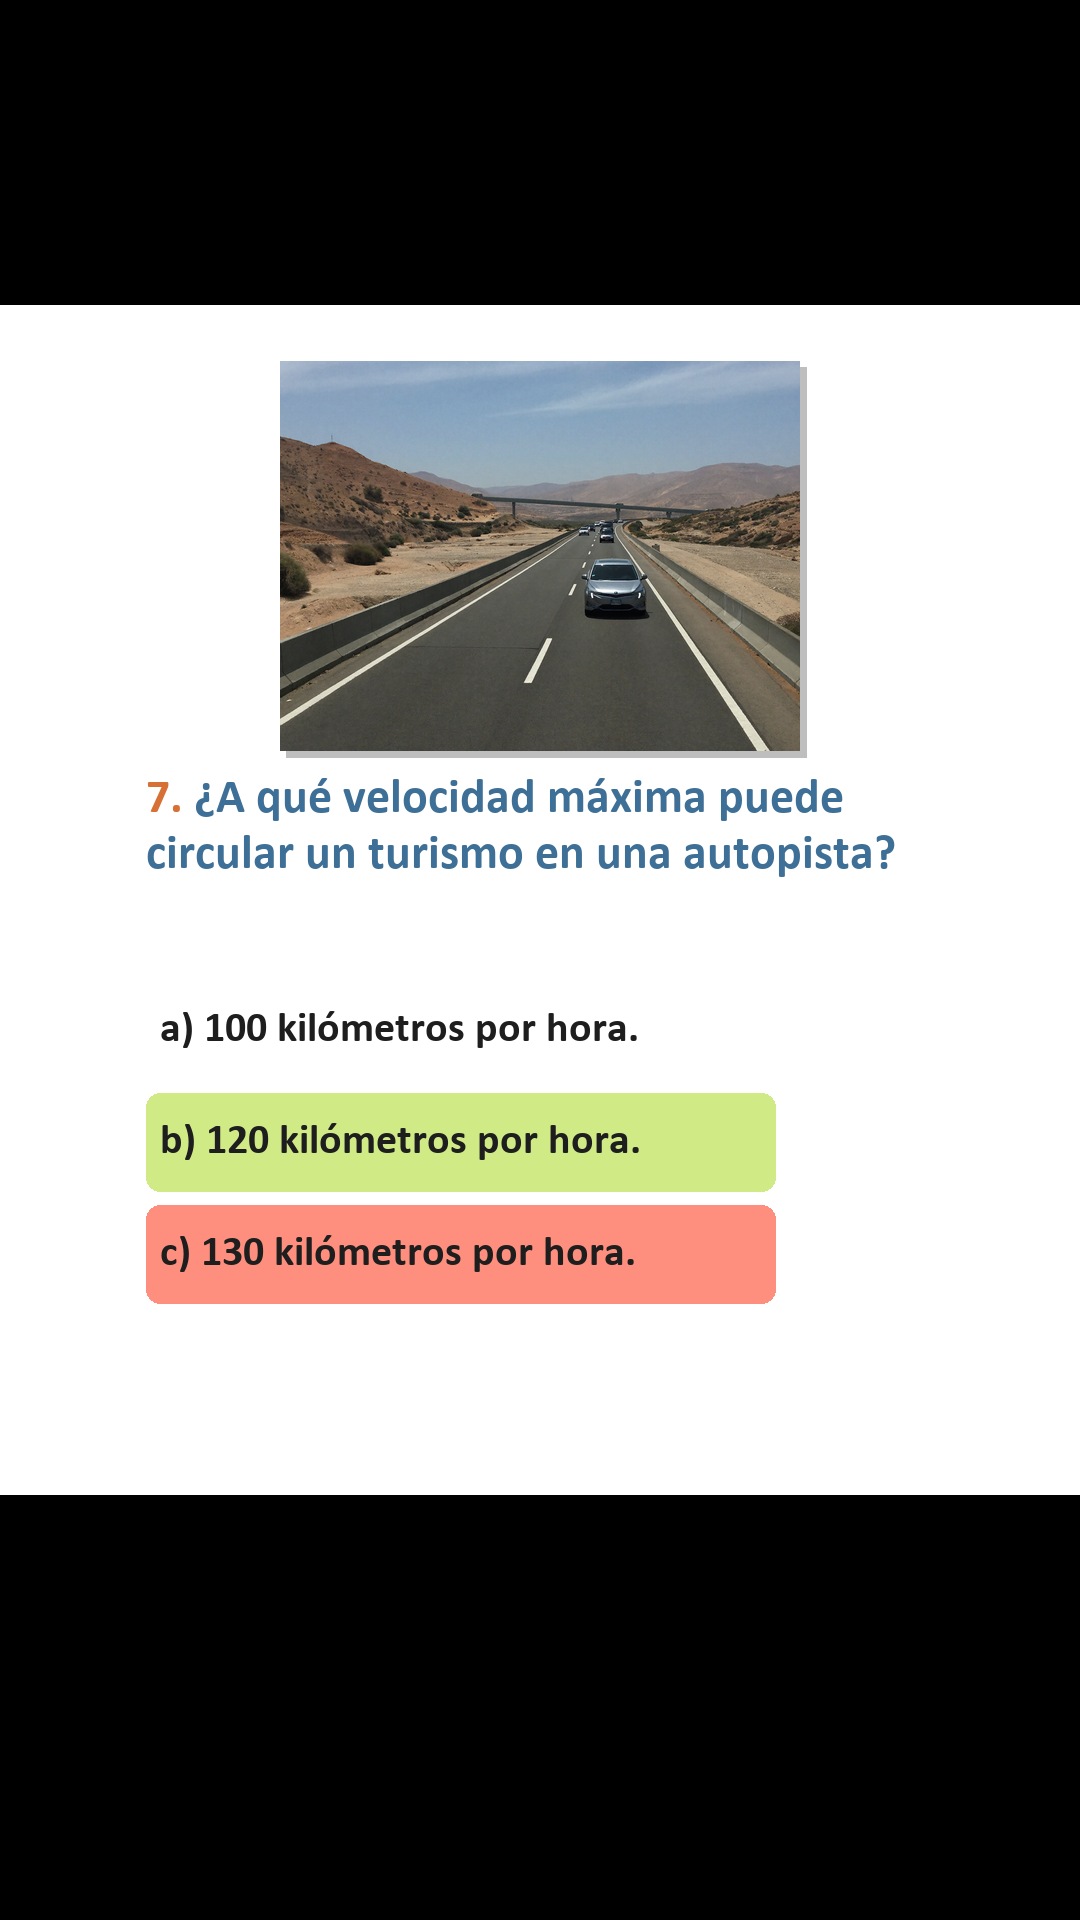 7. ¿A qué velocidad máxima puede
circular un turismo en una autopista?
a) 100 kilómetros por hora.
b) 120 kilómetros por hora.
c) 130 kilómetros por hora.